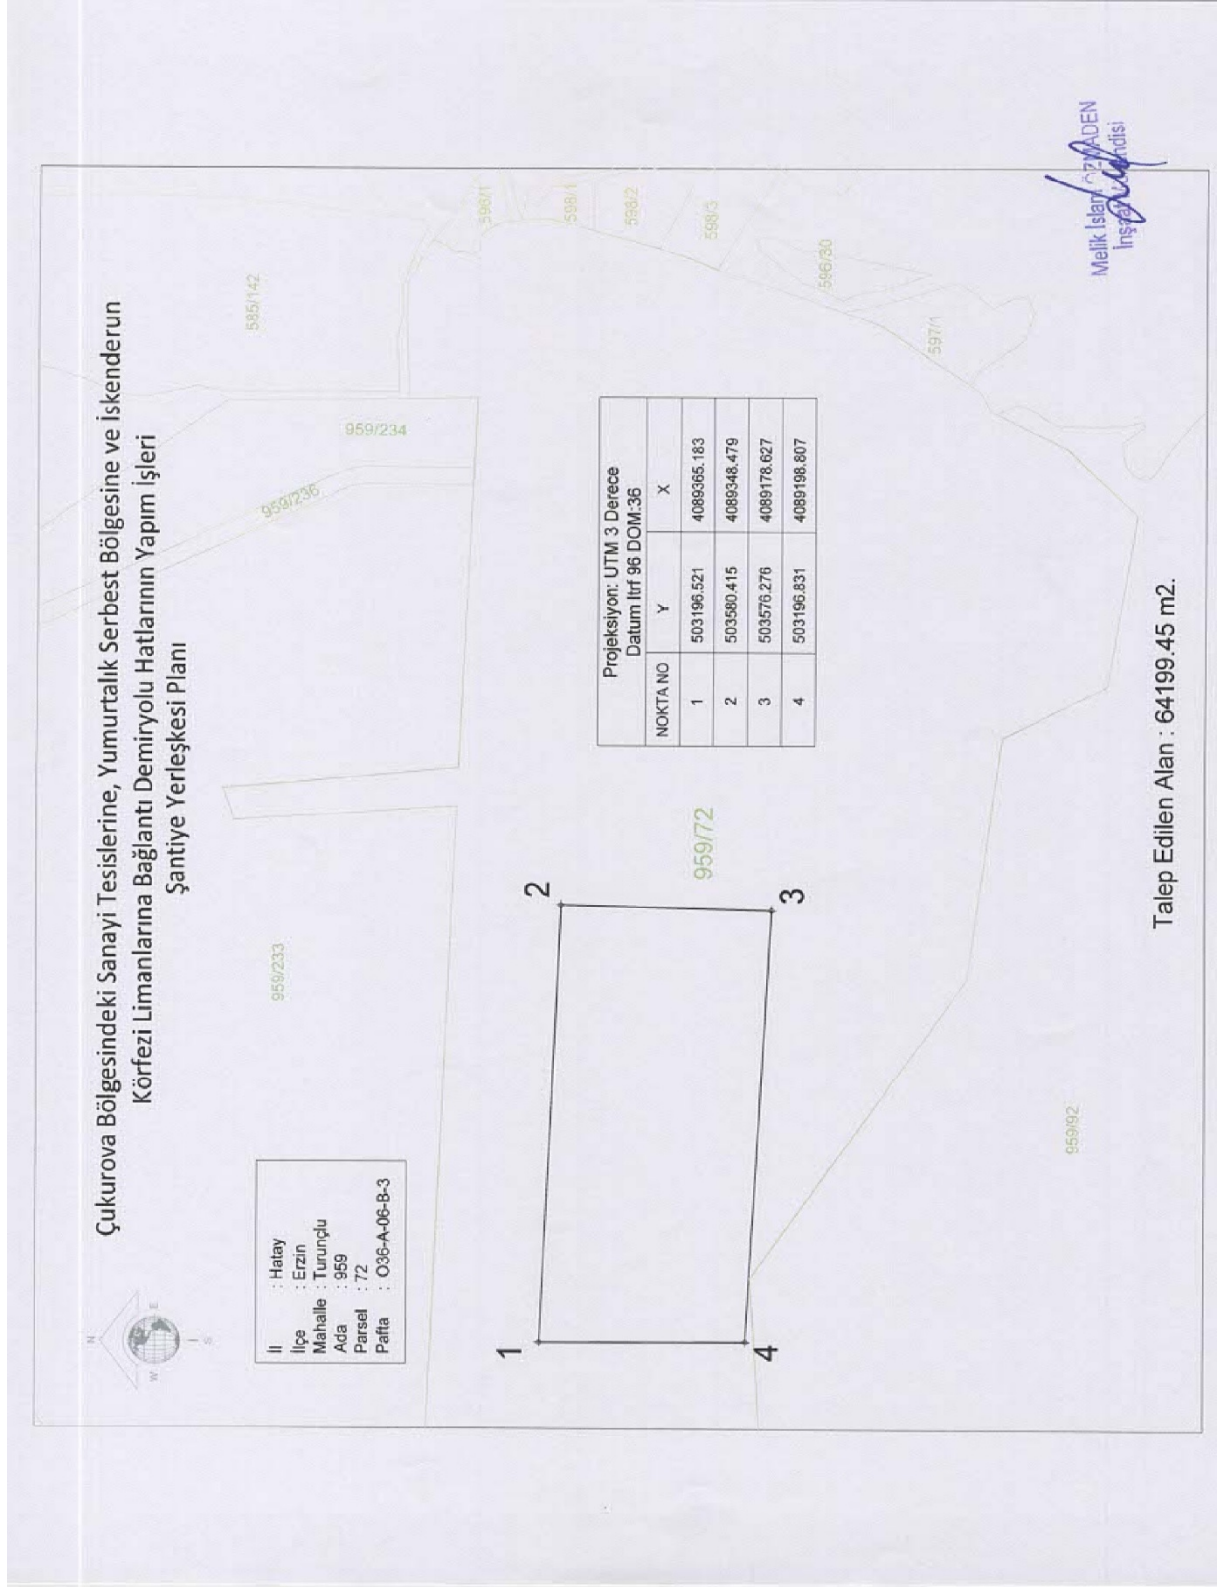 Çukurova Bölgesindeki Sanayi Tesislerine, Yumurtalık Serbest Bölgesine ve İskenderun
Körfezi Limanlarına Bağlantı Demiryolu Hatlarının Yapım İşleri
Şantiye Yerleşkesi Planı
N
W E
S
İl : Hatay
İlçe : Erzin
Mahalle : Turunçlu
Ada : 959
Parsel : 72
Pafta : O36-A-06-B-3
585/142
959/236
959/234
959/233
596/1
598/1
598/2
598/3
596/30
597/1
Projeksiyon: UTM 3 Derece
Datum Itrf 96 DOM:36
NOKTA NO Y X
1 503196.521 4089365.183
2 503580.415 4089348.479
3 503576.276 4089178.627
4 503196.831 4089198.807
1
2
959/72
3
4
959/92
Talep Edilen Alan : 64199.45 m2.
Melik İslam ÖZMADEN